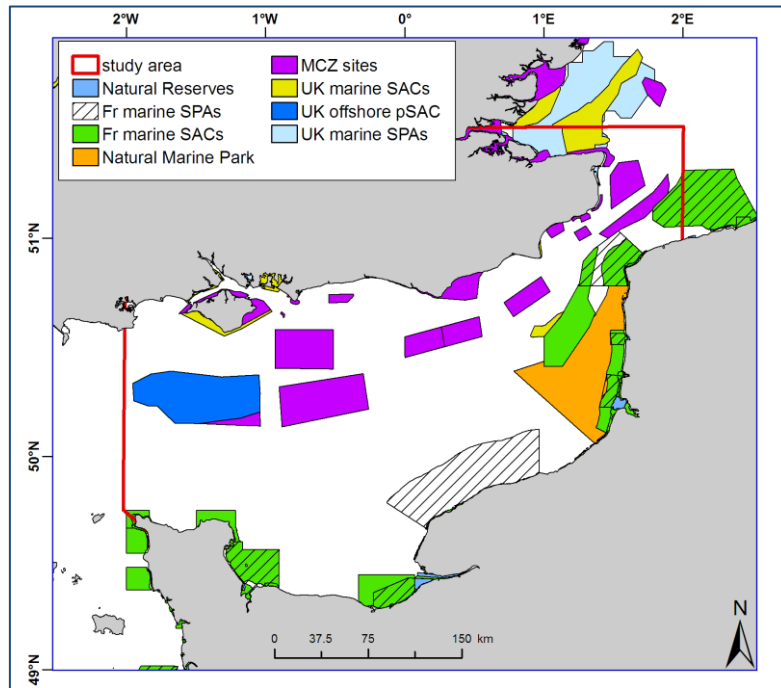 2°W 1°W 0° 1°E 2°E
study area
Natural Reserves
Fr marine SPAs
Fr marine SACs
Natural Marine Park
MCZ sites
UK marine SACs
UK offshore pSAC
UK marine SPAs
51°N
50°N
49°N
N
0 37.5 75 150 km